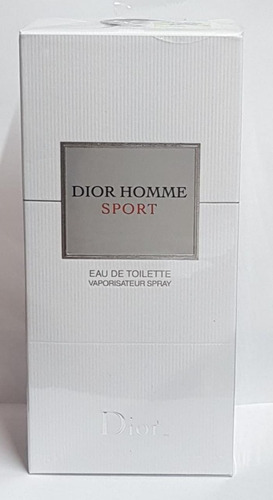 DIOR HOMME
SPORT
EAU DE TOILETTE
VAPORISATEUR SPRAY
Dior